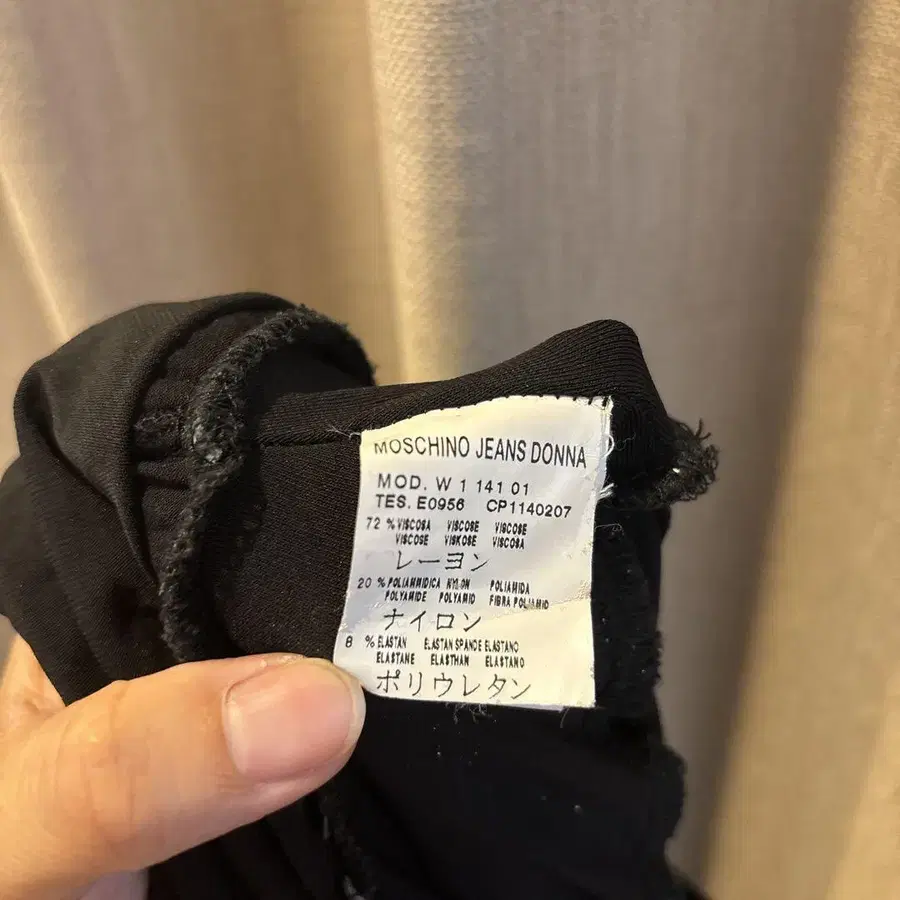 MOSCHINO JEANS DONNA
MOD. W 1 141 01
TES. E0956 CP1140207
72 % VISCOSA VISCOSE VISCOSE
VISCOSE VISKOSE VISCOSA
レーヨン
20 % POLIAMMIDICA NYLON POLIAMIDA
POLYAMIDE POLYAMID FIBRA POLIAMID
ナイロン
8 % ELASTAN ELASTAN SPANDE ELASTANO
ELASTANE ELASTHAN ELASTANO
ポリウレタン